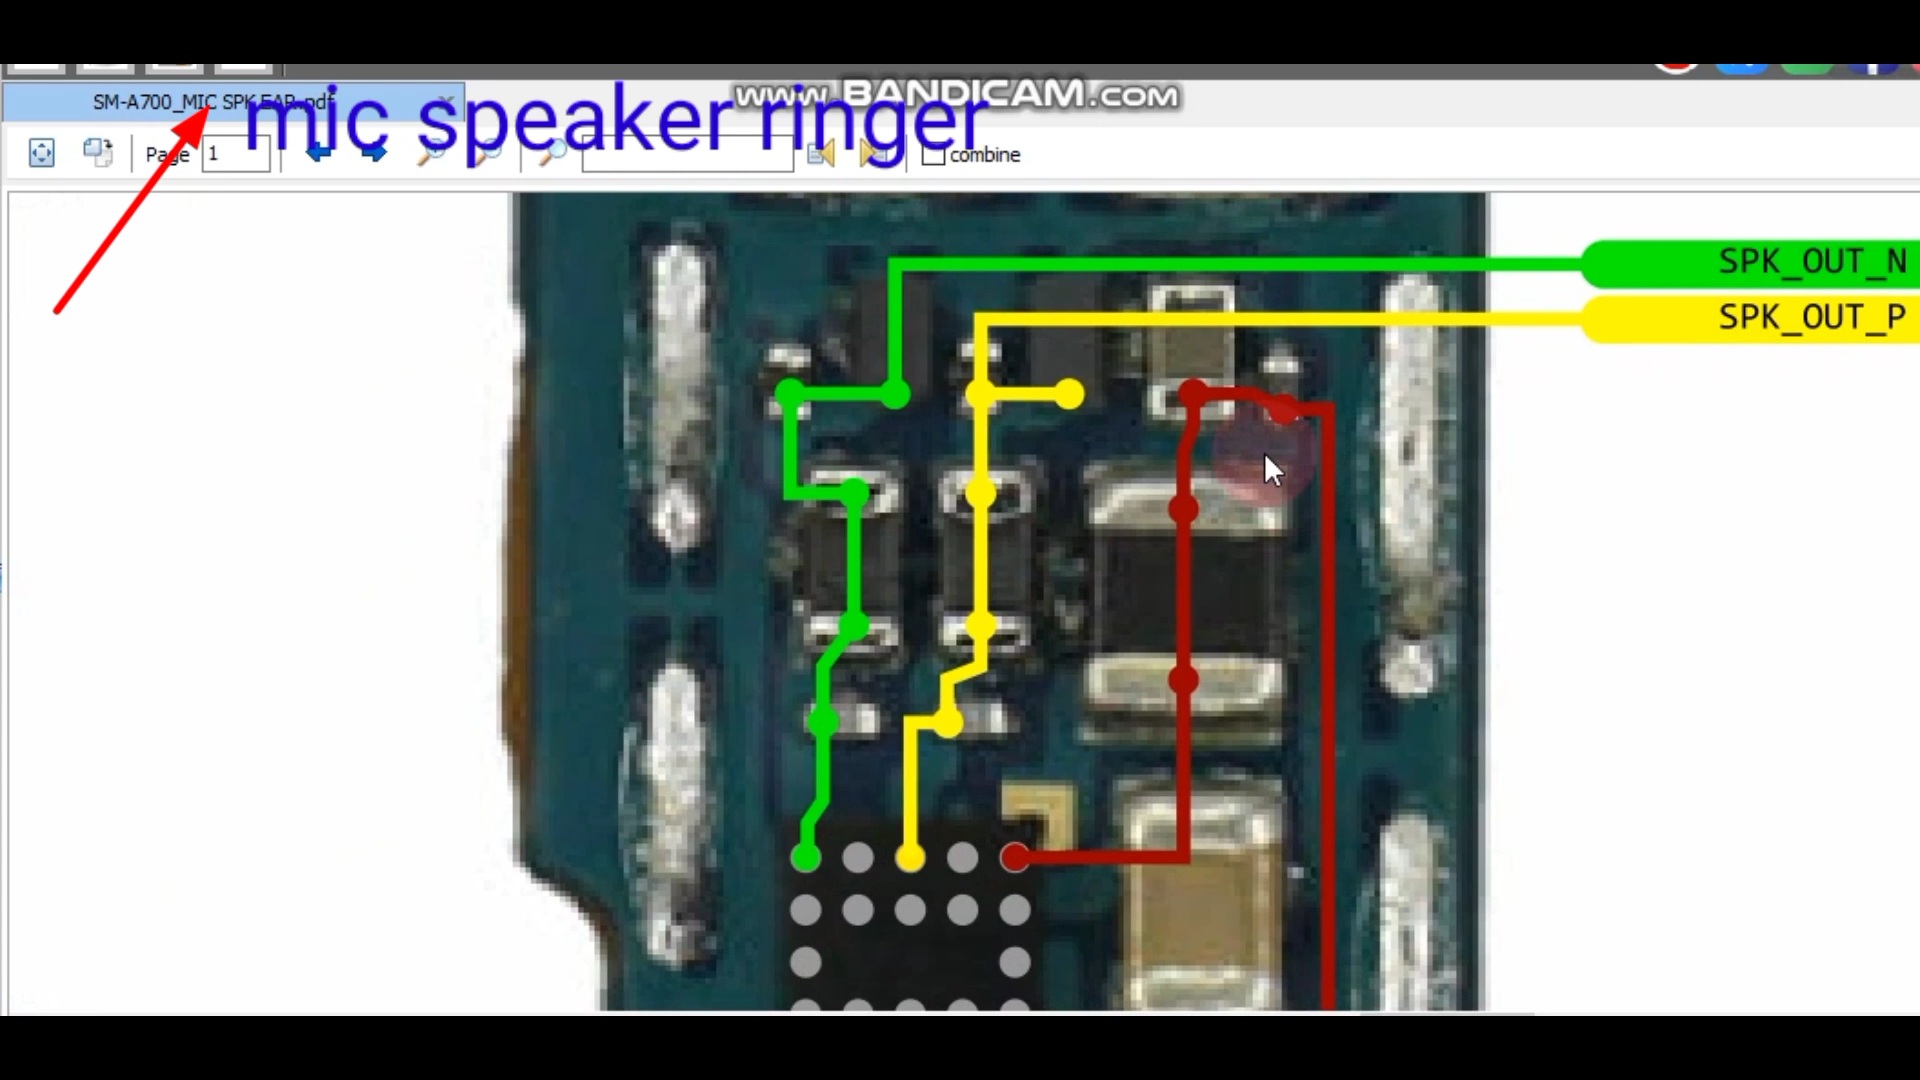 www.BANDICAM.com
SM-A700_MIC SPK EAR.pdf
mic speaker ringer
Page 1
combine
SPK_OUT_N
SPK_OUT_P